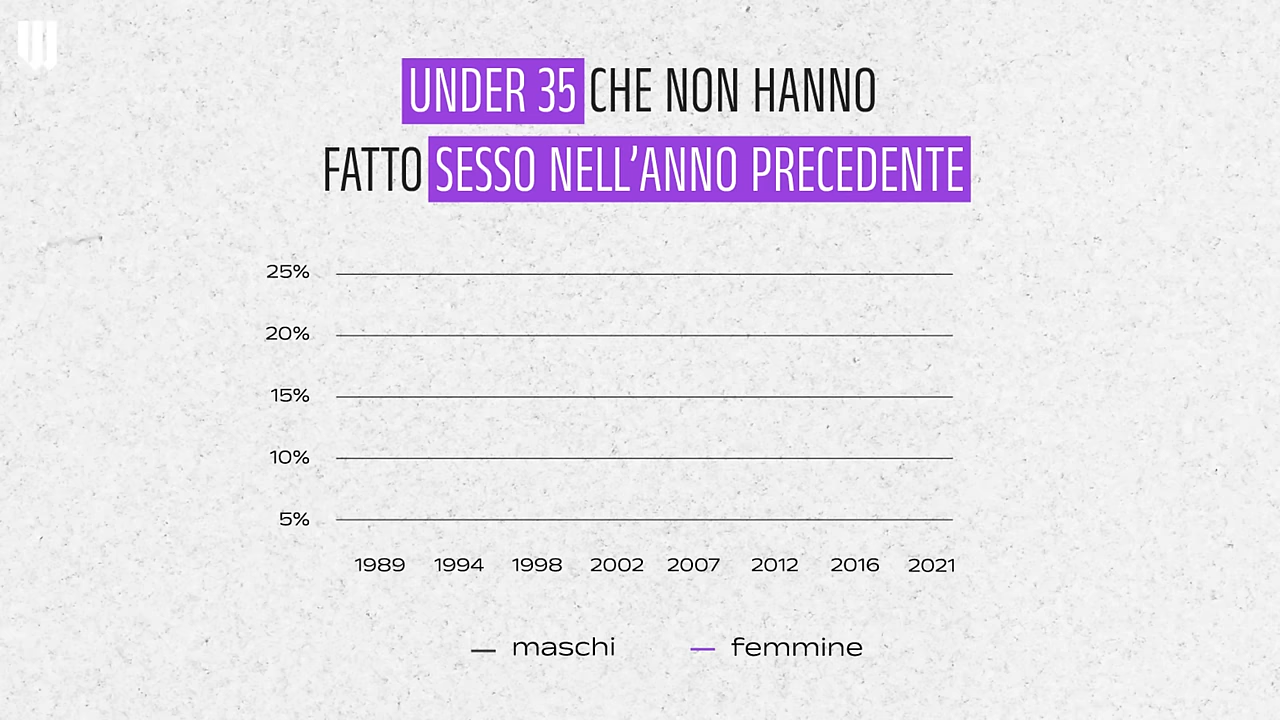 UNDER 35 CHE NON HANNO
FATTO SESSO NELL’ANNO PRECEDENTE
25%
20%
15%
10%
5%
1989 1994 1998 2002 2007 2012 2016 2021
maschi femmine